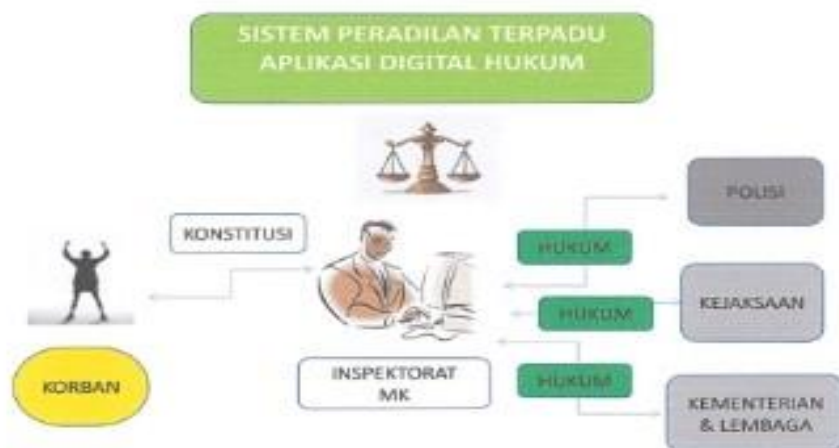 SISTEM PERADILAN TERPADU
APLIKASI DIGITAL HUKUM
POLISI
KONSTITUSI
HUKUM
HUKUM
KEJAKSAAN
KORBAN
INSPEKTORAT
MK
HUKUM
KEMENTERIAN
& LEMBAGA